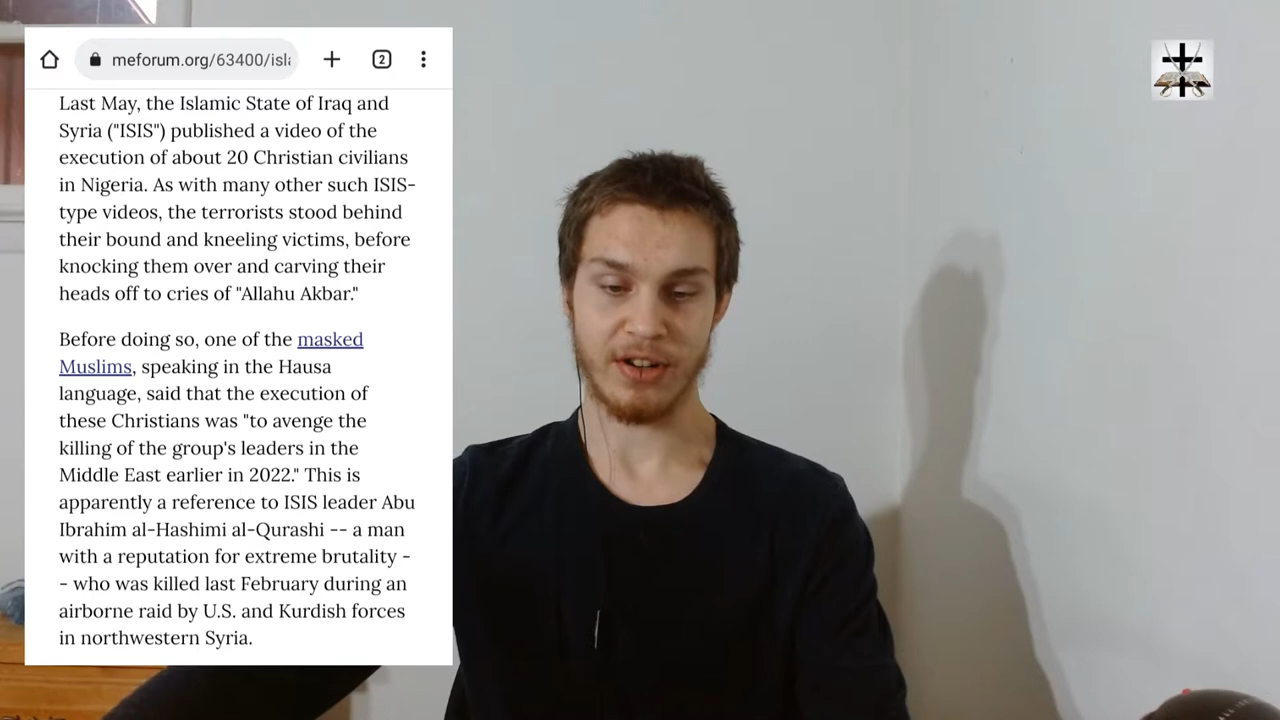 meforum.org/63400/isl
2
Last May, the Islamic State of Iraq and
Syria ("ISIS") published a video of the
execution of about 20 Christian civilians
in Nigeria. As with many other such ISIS-
type videos, the terrorists stood behind
their bound and kneeling victims, before
knocking them over and carving their
heads off to cries of "Allahu Akbar."
Before doing so, one of the masked
Muslims, speaking in the Hausa
language, said that the execution of
these Christians was "to avenge the
killing of the group's leaders in the
Middle East earlier in 2022." This is
apparently a reference to ISIS leader Abu
Ibrahim al-Hashimi al-Qurashi -- a man
with a reputation for extreme brutality -
- who was killed last February during an
airborne raid by U.S. and Kurdish forces
in northwestern Syria.